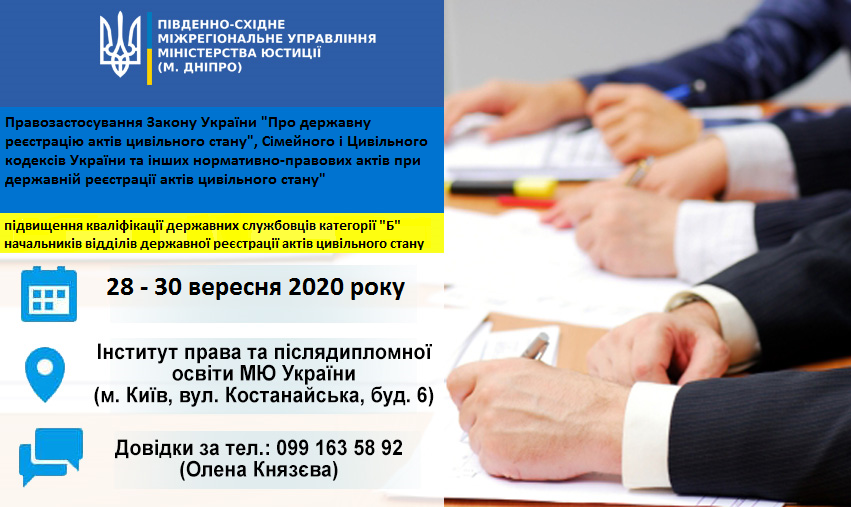 ПІВДЕННО-СХІДНЕ
МІЖРЕГІОНАЛЬНЕ УПРАВЛІННЯ
МІНІСТЕРСТВА ЮСТИЦІЇ
(М. ДНІПРО)
Правозастосування Закону України "Про державну
реєстрацію актів цивільного стану", Сімейного і Цивільного
кодексів України та інших нормативно-правових актів при
державній реєстрації актів цивільного стану"
підвищення кваліфікації державних службовців категорії "Б"
начальників відділів державної реєстрації актів цивільного стану
28 - 30 вересня 2020 року
Інститут права та післядипломної
освіти МЮ України
(м. Київ, вул. Костанайська, буд. 6)
Довідки за тел.: 099 163 58 92
(Олена Князєва)